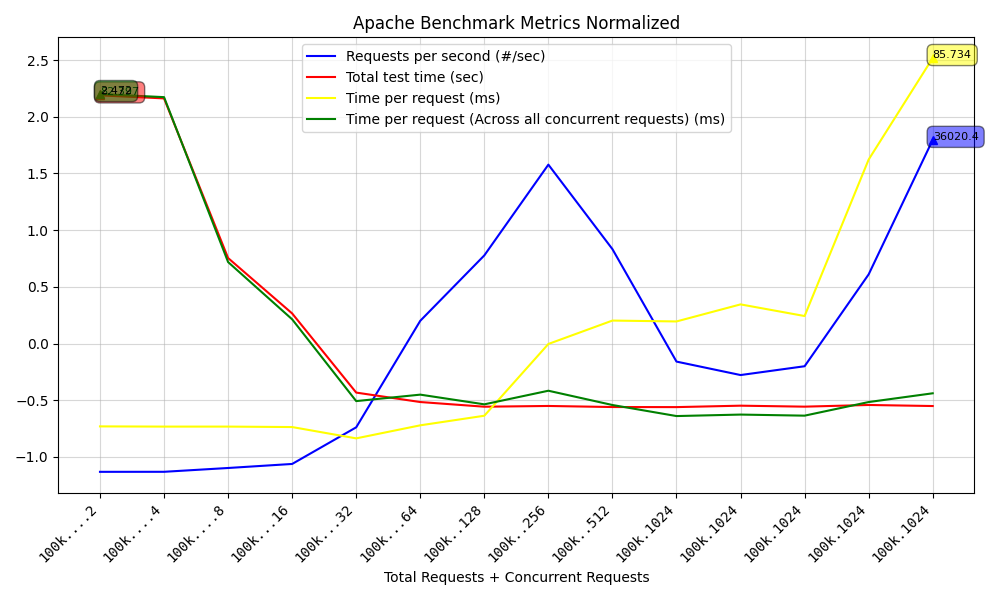 Apache Benchmark Metrics Normalized
Requests per second (#/sec)
Total test time (sec)
Time per request (ms)
Time per request (Across all concurrent requests) (ms)
85.734
36020.4
2.5
2.0
1.5
1.0
0.5
0.0
−0.5
−1.0
100k....2
100k....4
100k....8
100k...16
100k...32
100k...64
100k..128
100k..256
100k..512
100k.1024
100k.1024
100k.1024
100k.1024
100k.1024
Total Requests + Concurrent Requests